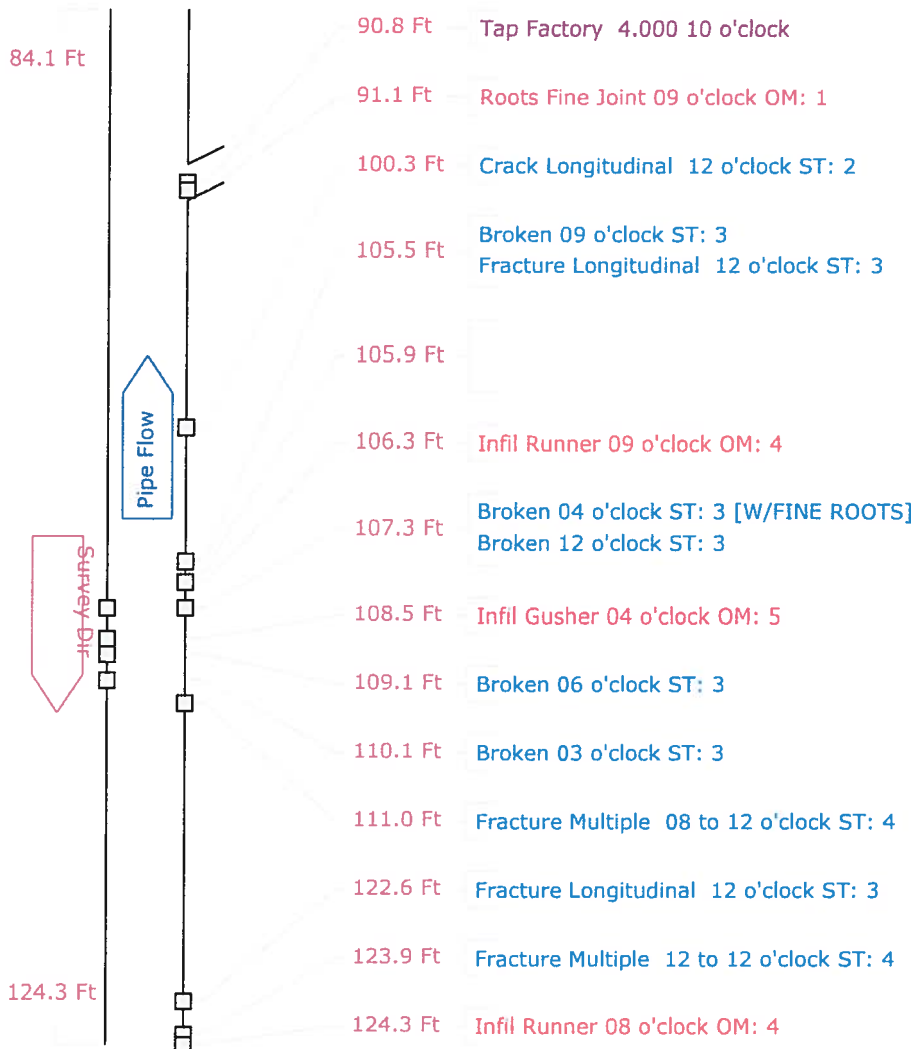 84.1 Ft
90.8 Ft Tap Factory 4.000 10 o'clock
91.1 Ft Roots Fine Joint 09 o'clock OM: 1
100.3 Ft Crack Longitudinal 12 o'clock ST: 2
105.5 Ft Broken 09 o'clock ST: 3
Fracture Longitudinal 12 o'clock ST: 3
105.9 Ft
Pipe Flow
106.3 Ft Infil Runner 09 o'clock OM: 4
107.3 Ft Broken 04 o'clock ST: 3 [W/FINE ROOTS]
Broken 12 o'clock ST: 3
Survey Dir
108.5 Ft Infil Gusher 04 o'clock OM: 5
109.1 Ft Broken 06 o'clock ST: 3
110.1 Ft Broken 03 o'clock ST: 3
111.0 Ft Fracture Multiple 08 to 12 o'clock ST: 4
122.6 Ft Fracture Longitudinal 12 o'clock ST: 3
123.9 Ft Fracture Multiple 12 to 12 o'clock ST: 4
124.3 Ft
124.3 Ft Infil Runner 08 o'clock OM: 4